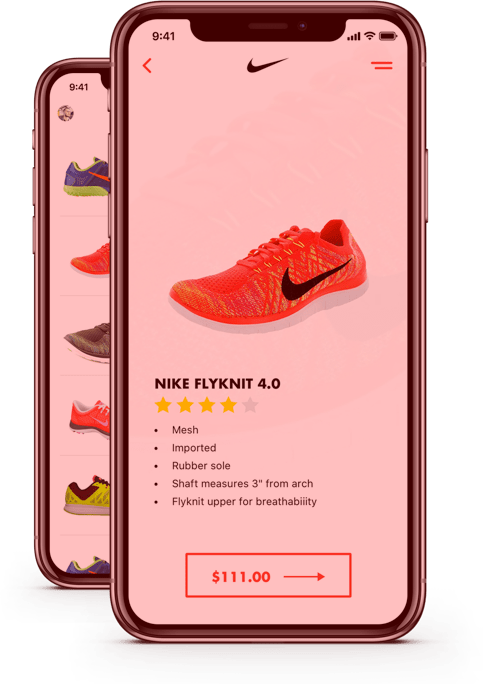 9:41
9:41
NIKE FLYKNIT 4.0
• Mesh
• Imported
• Rubber sole
• Shaft measures 3" from arch
• Flyknit upper for breathabiiity
$111.00